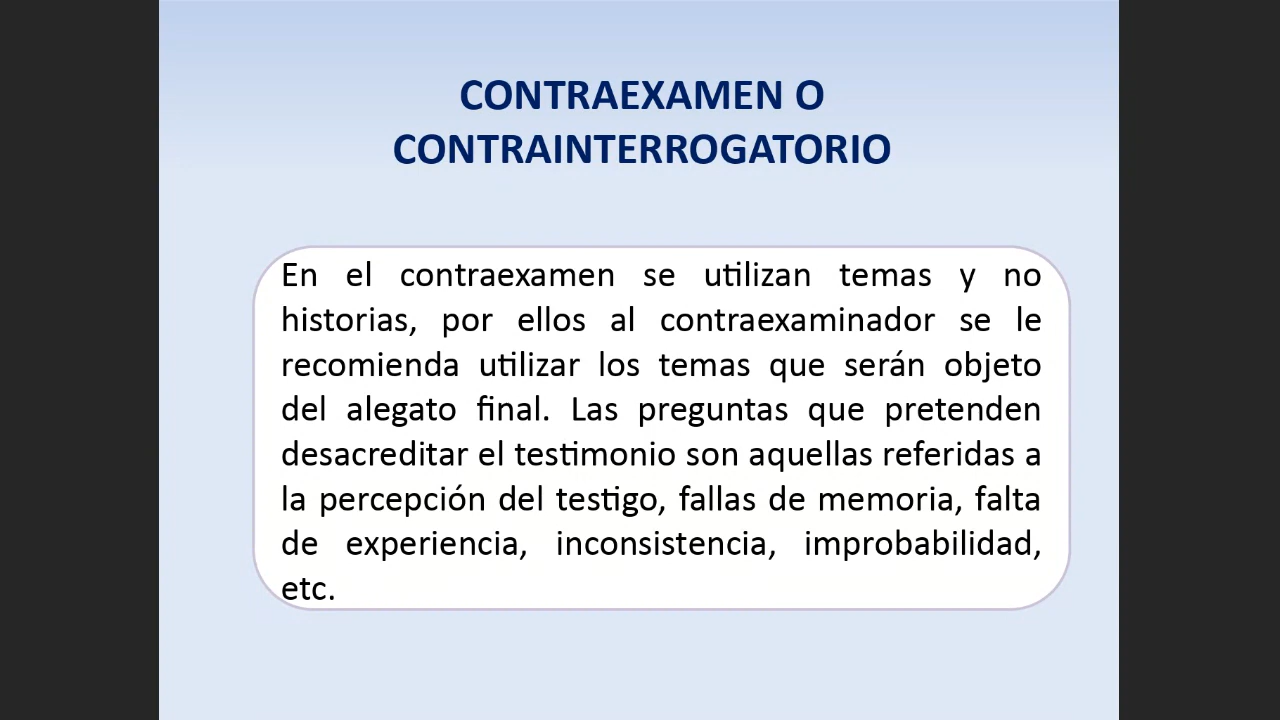 CONTRAEXAMEN O
CONTRAINTERROGATORIO
En el contraexamen se utilizan temas y no
historias, por ellos al contraexaminador se le
recomienda utilizar los temas que serán objeto
del alegato final. Las preguntas que pretenden
desacreditar el testimonio son aquellas referidas a
la percepción del testigo, fallas de memoria, falta
de experiencia, inconsistencia, improbabilidad,
etc.